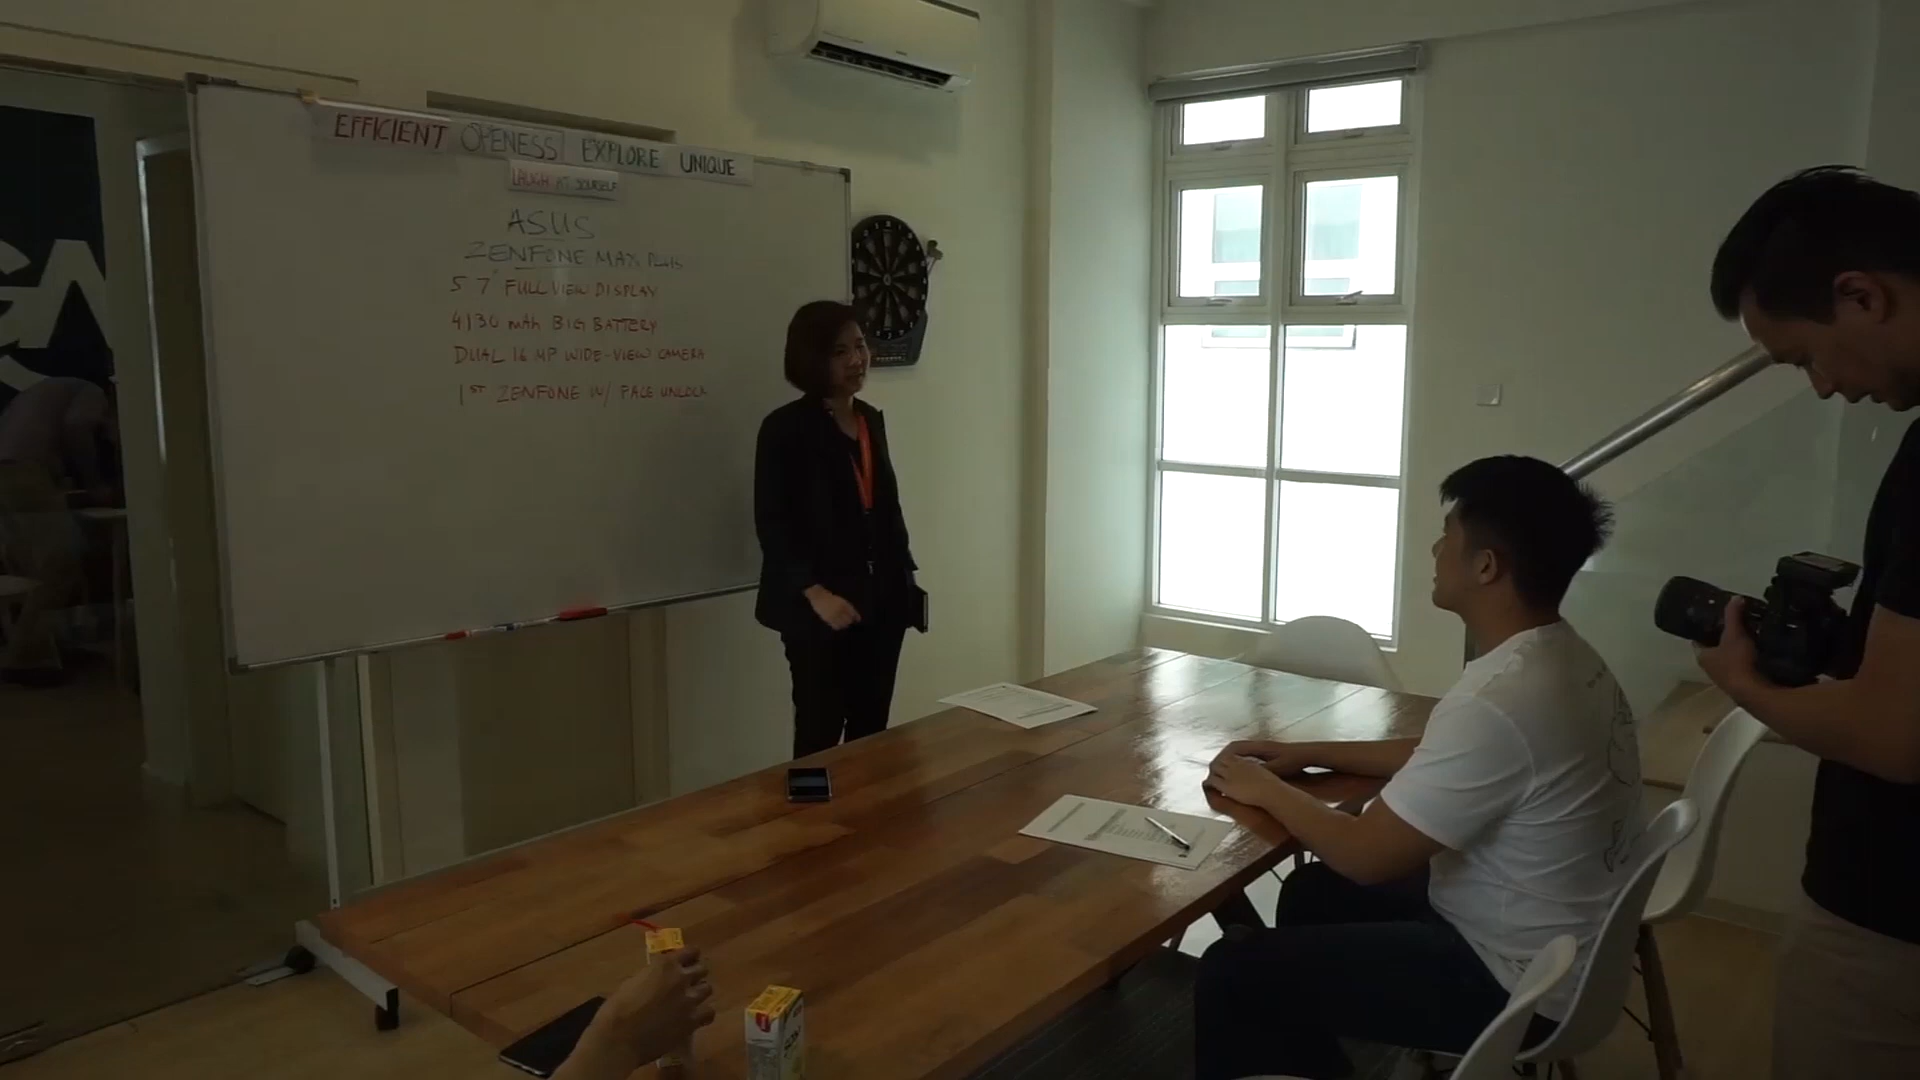 EFFICIENT OPENESS EXPLORE UNIQUE
LAUGH AT YOURSELF
ASUS
ZENFONE MAX PLUS
5 7" FULL VIEW DISPLAY
4130 mAh BIG BATTERY
DUAL 16 MP WIDE-VIEW CAMERA
1ST ZENFONE W/ FACE UNLOCK